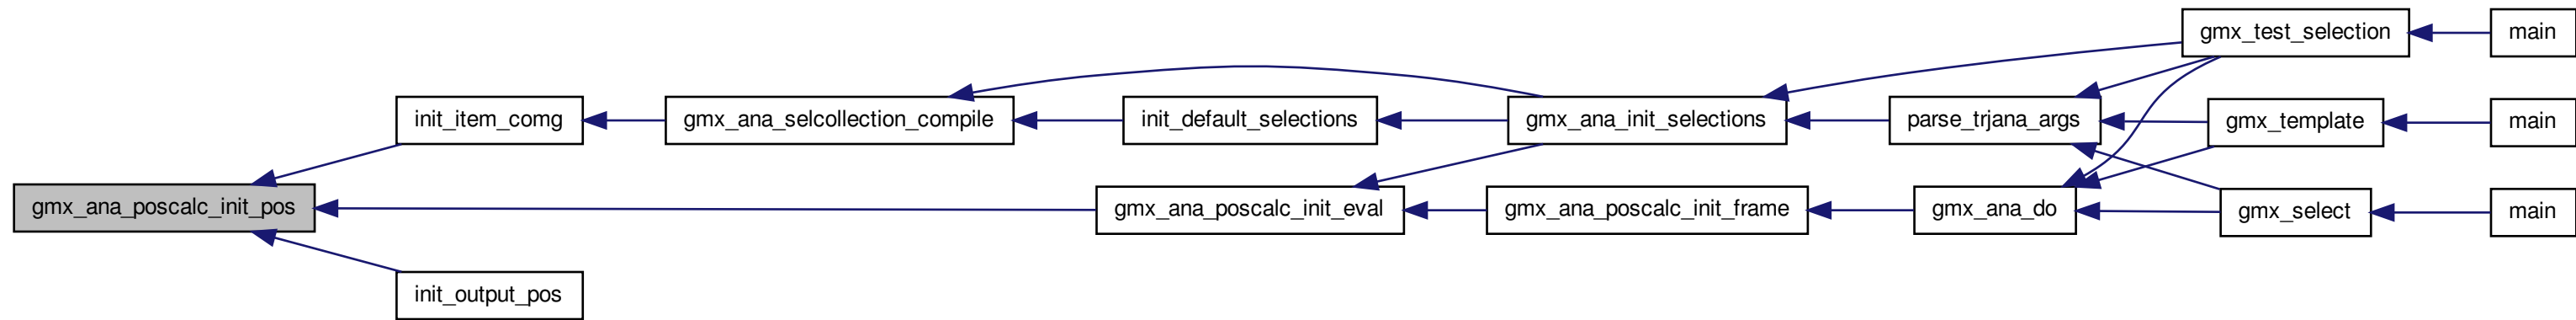 gmx_test_selection
main
init_item_comg
gmx_ana_selcollection_compile
init_default_selections
gmx_ana_init_selections
parse_trjana_args
gmx_template
main
gmx_ana_poscalc_init_pos
gmx_ana_poscalc_init_eval
gmx_ana_poscalc_init_frame
gmx_ana_do
gmx_select
main
init_output_pos